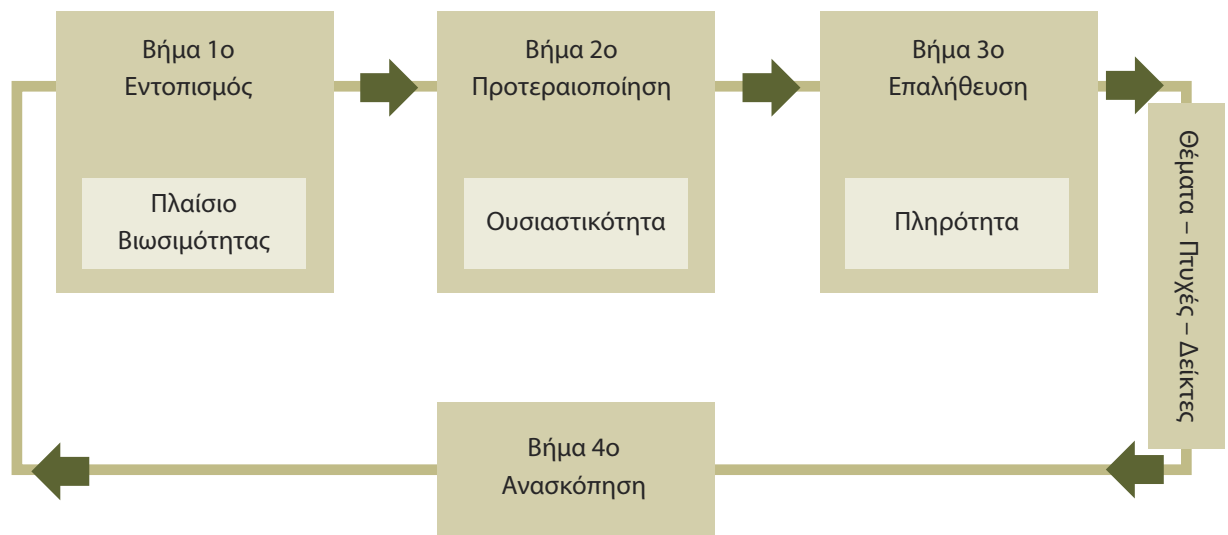 Βήμα 1ο
Εντοπισμός
Πλαίσιο
Βιωσιμότητας
Βήμα 2ο
Προτεραιοποίηση
Ουσιαστικότητα
Βήμα 3ο
Επαλήθευση
Πληρότητα
Θέματα – Πτυχές – Δείκτες
Βήμα 4ο
Ανασκόπηση